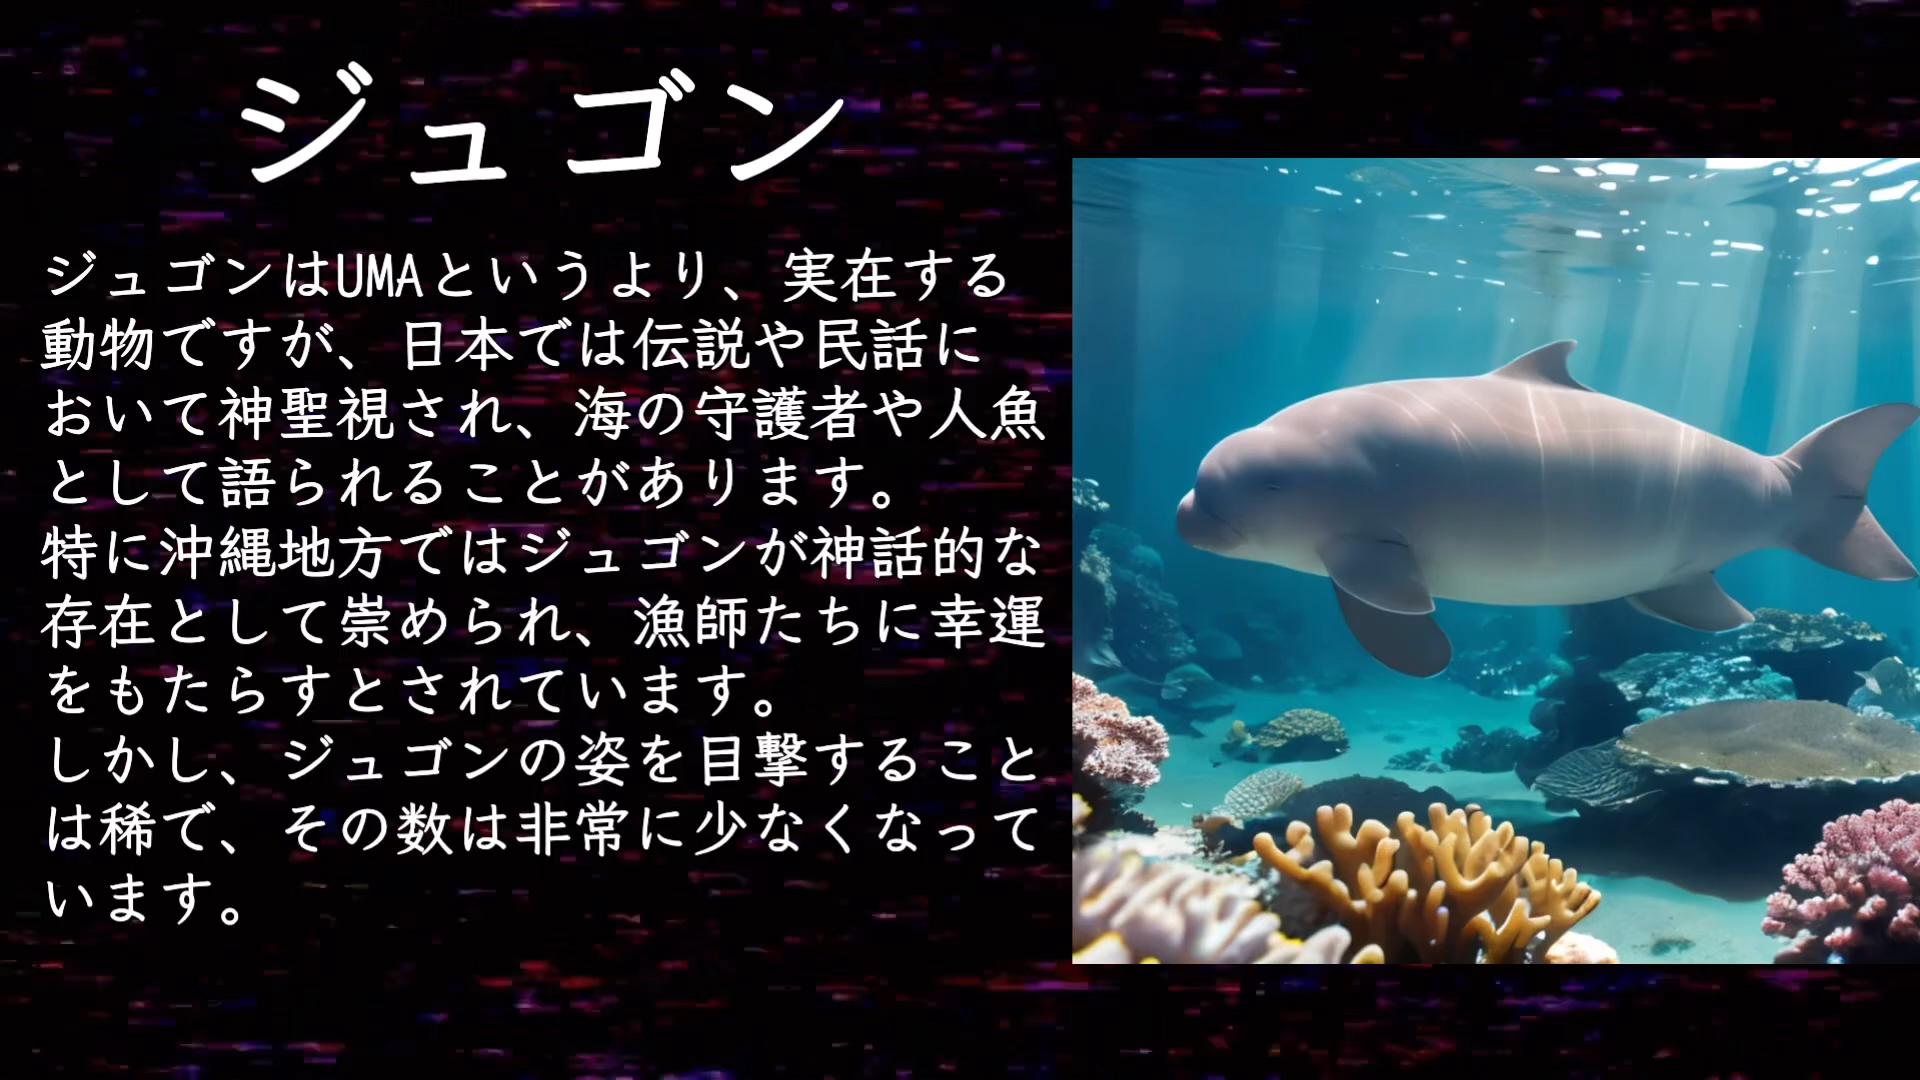 ジュゴン
ジュゴンはUMAというより、実在する
動物ですが、日本では伝説や民話に
おいて神聖視され、海の守護者や人魚
として語られることがあります。
特に沖縄地方ではジュゴンが神話的な
存在として崇められ、漁師たちに幸運
をもたらすとされています。
しかし、ジュゴンの姿を目撃すること
は稀で、その数は非常に少なくなって
います。